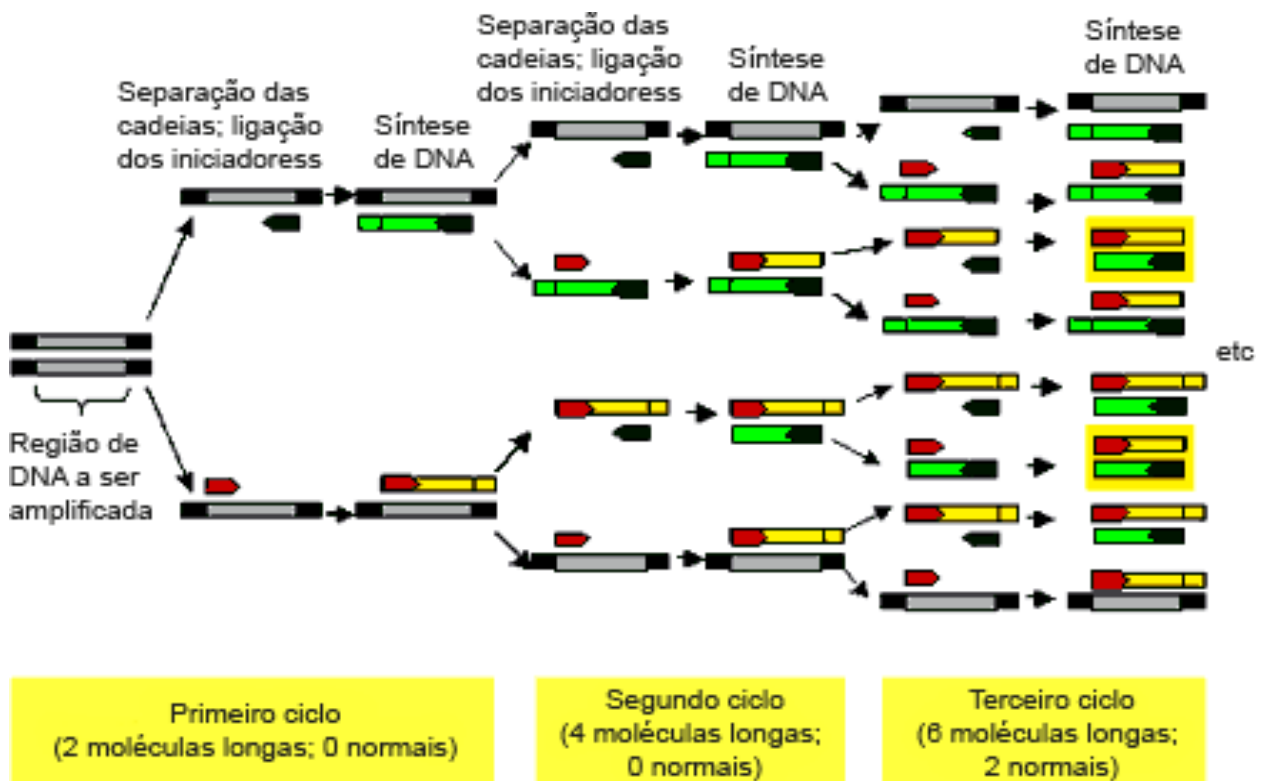 Separação das
cadeias; ligação
dos iniciadoress
Síntese
de DNA
Separação das
cadeias; ligação
dos iniciadoress
Síntese
de DNA
Síntese
de DNA
Região de
DNA a ser
amplificada
etc
Primeiro ciclo
(2 moléculas longas; 0 normais)
Segundo ciclo
(4 moléculas longas;
0 normais)
Terceiro ciclo
(6 moléculas longas;
2 normais)